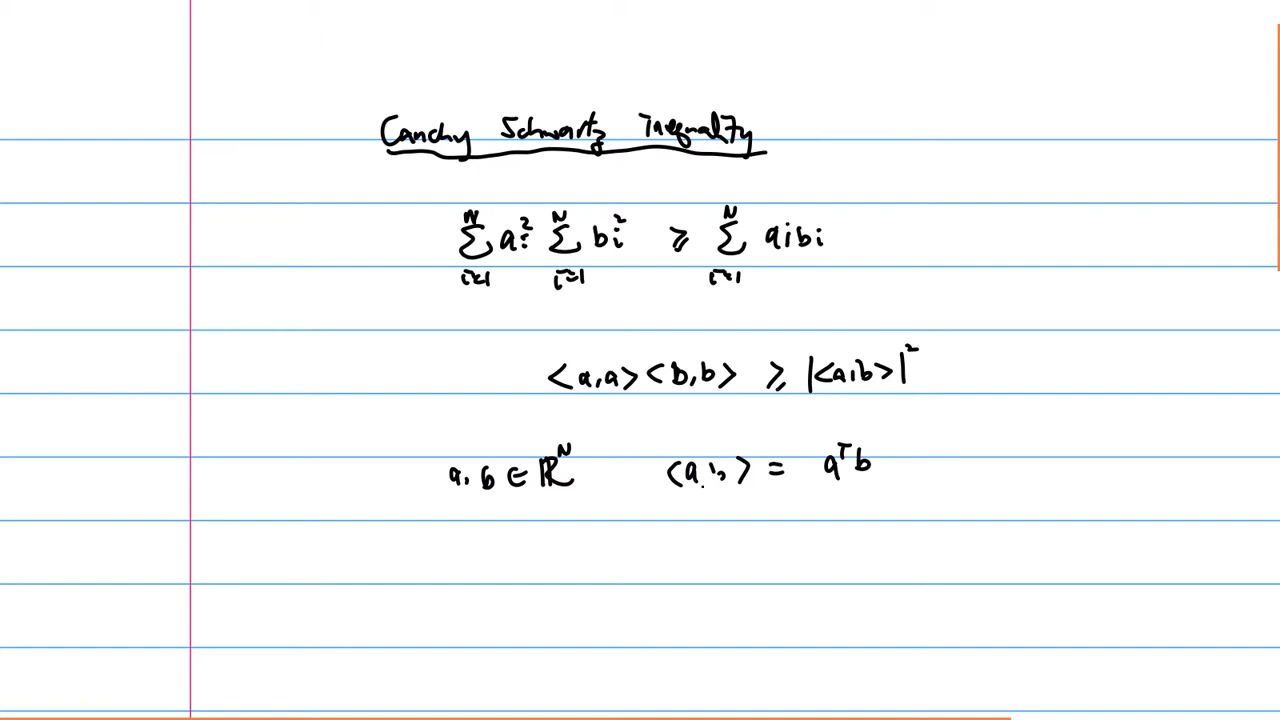 Cauchy Schwartz Inequality
∑_{i=1}^{N} a_i^2 ∑_{i=1}^{N} b_i^2 ≥ ∑_{i=1}^{N} a_i b_i
<a,a><b,b> ≥ |<a,b>|^2
a, b ∈ ℝ^N <a,b> = a^T b